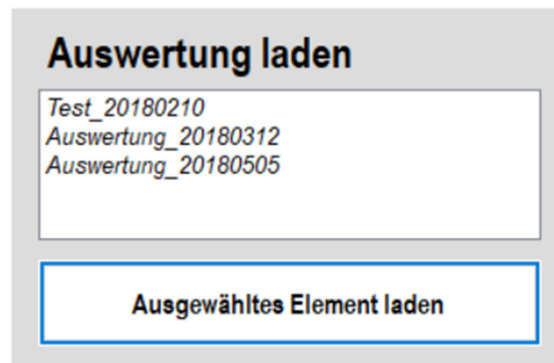 Auswertung laden
Test_20180210
Auswertung_20180312
Auswertung_20180505
Ausgewähltes Element laden